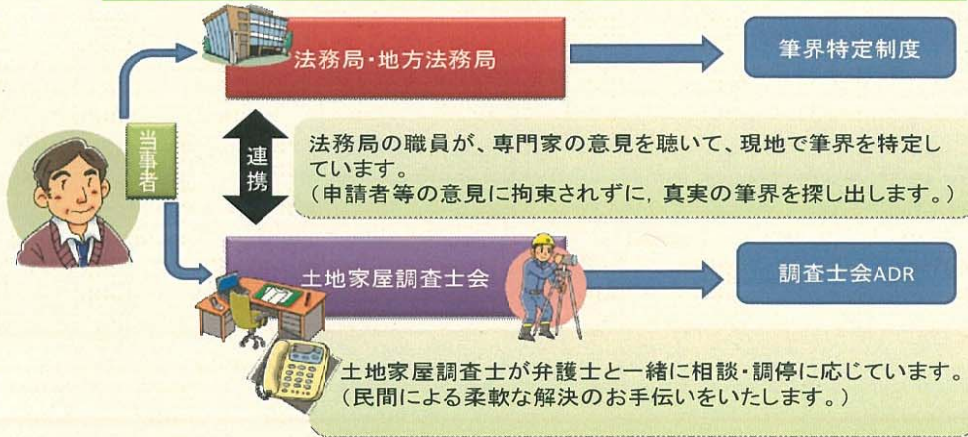 法務局・地方法務局
筆界特定制度
当事者
連携
法務局の職員が、専門家の意見を聴いて、現地で筆界を特定し
ています。
(申請者等の意見に拘束されずに,真実の筆界を探し出します。)
土地家屋調査士会
調査士会ADR
土地家屋調査士が弁護士と一緒に相談・調停に応じています。
(民間による柔軟な解決のお手伝いをいたします。)